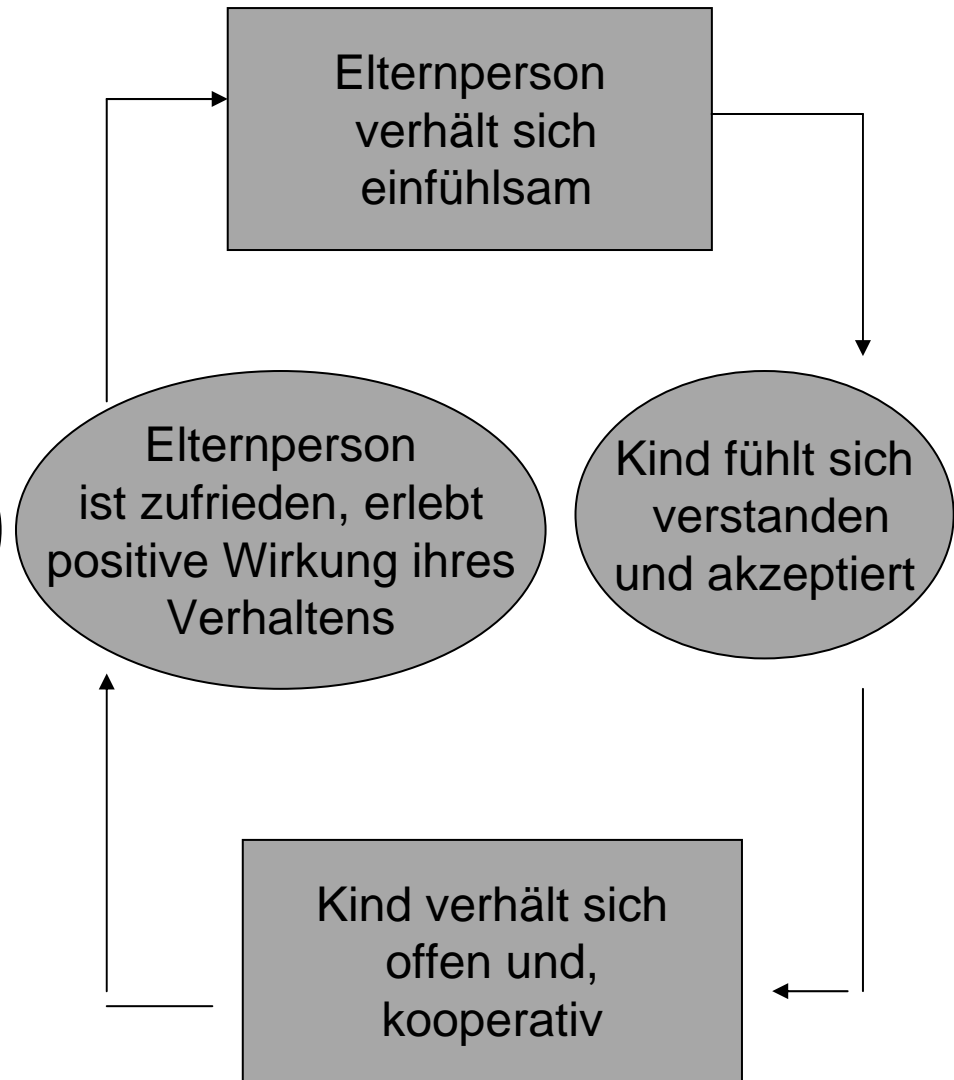 Elternperson
verhält sich
einfühlsam
Elternperson
ist zufrieden, erlebt
positive Wirkung ihres
Verhaltens
Kind fühlt sich
verstanden
und akzeptiert
Kind verhält sich
offen und,
kooperativ